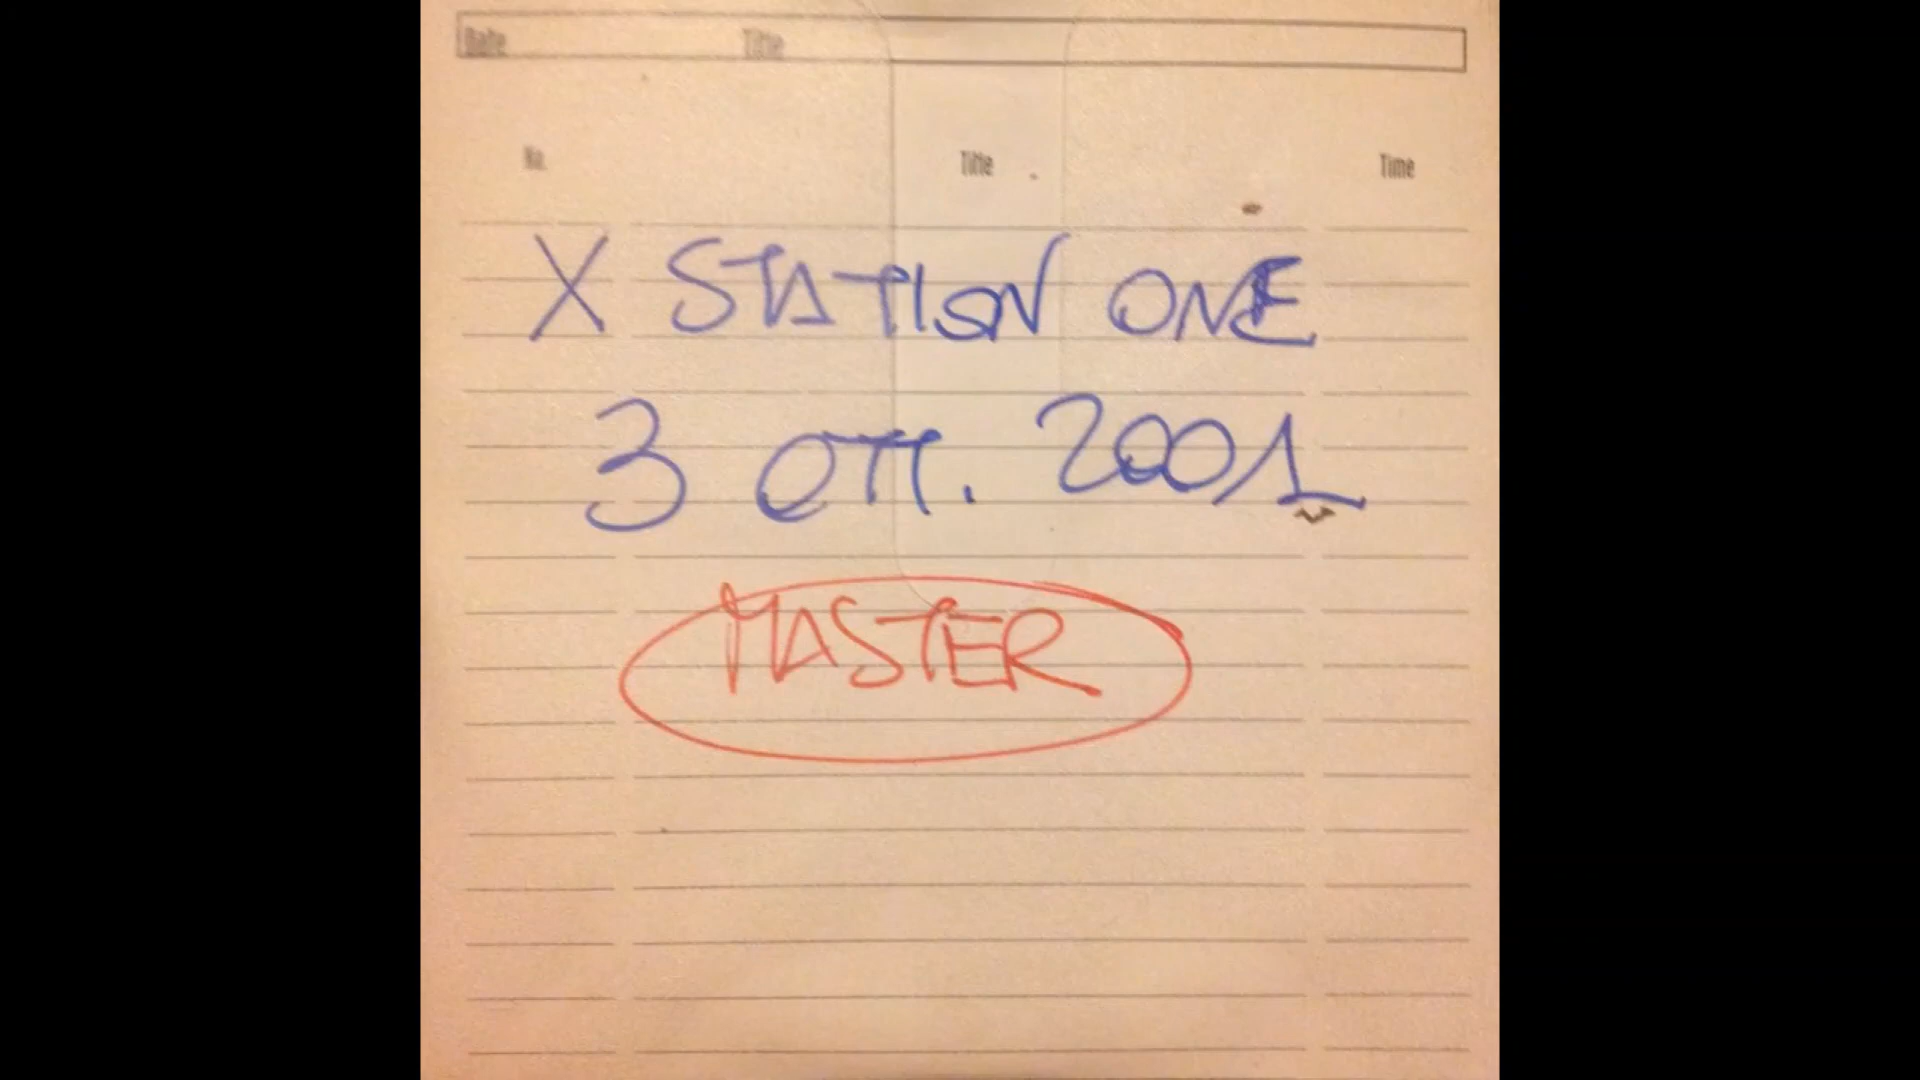 Date Title
No. Title Time
X STATION ONE
3 OTT. 2001
MASTER